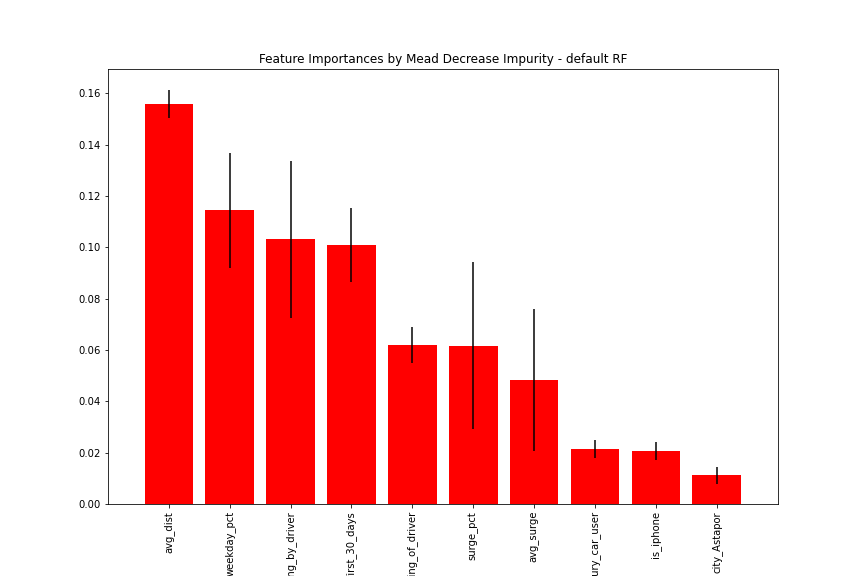 Feature Importances by Mead Decrease Impurity - default RF
0.16
0.14
0.12
0.10
0.08
0.06
0.04
0.02
0.00
avg_dist
weekday_pct
ng_by_driver
irst_30_days
ing_of_driver
surge_pct
avg_surge
ury_car_user
is_iphone
city_Astapor